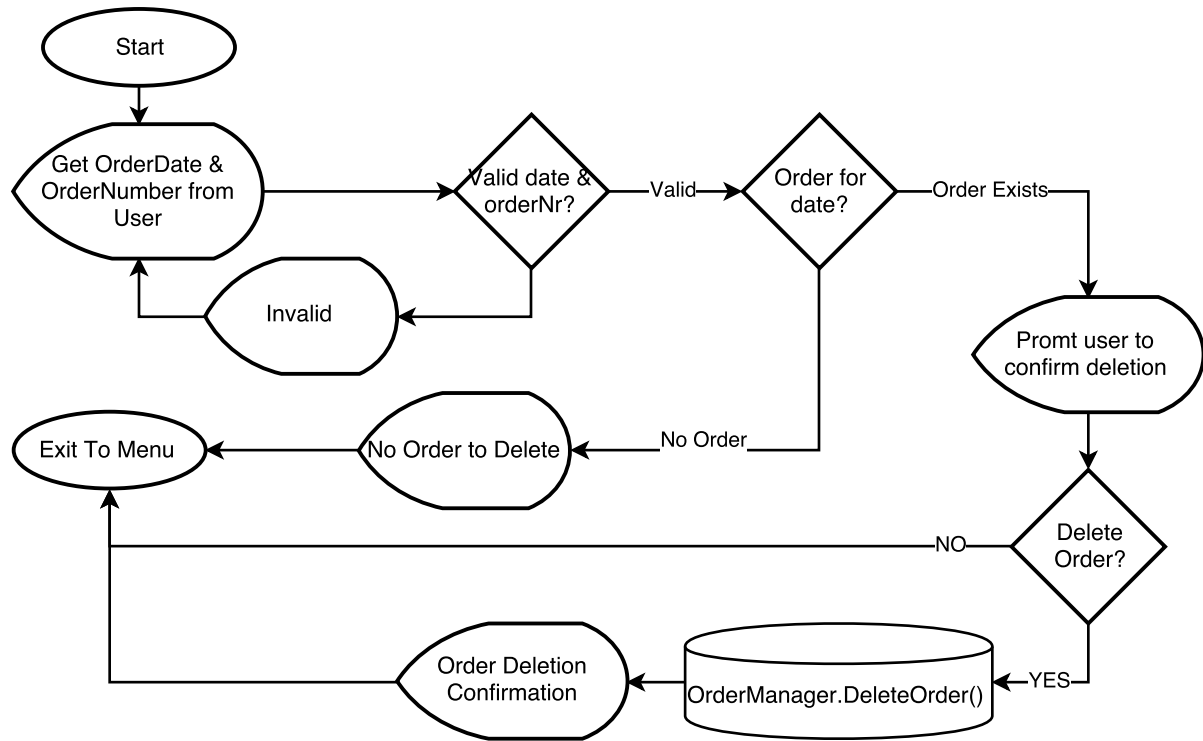 Start
Get OrderDate &
OrderNumber from
User
Valid date &
orderNr?
Valid
Order for
date?
Order Exists
Invalid
Promt user to
confirm deletion
Exit To Menu
No Order to Delete
No Order
Delete
Order?
NO
YES
OrderManager.DeleteOrder()
Order Deletion
Confirmation